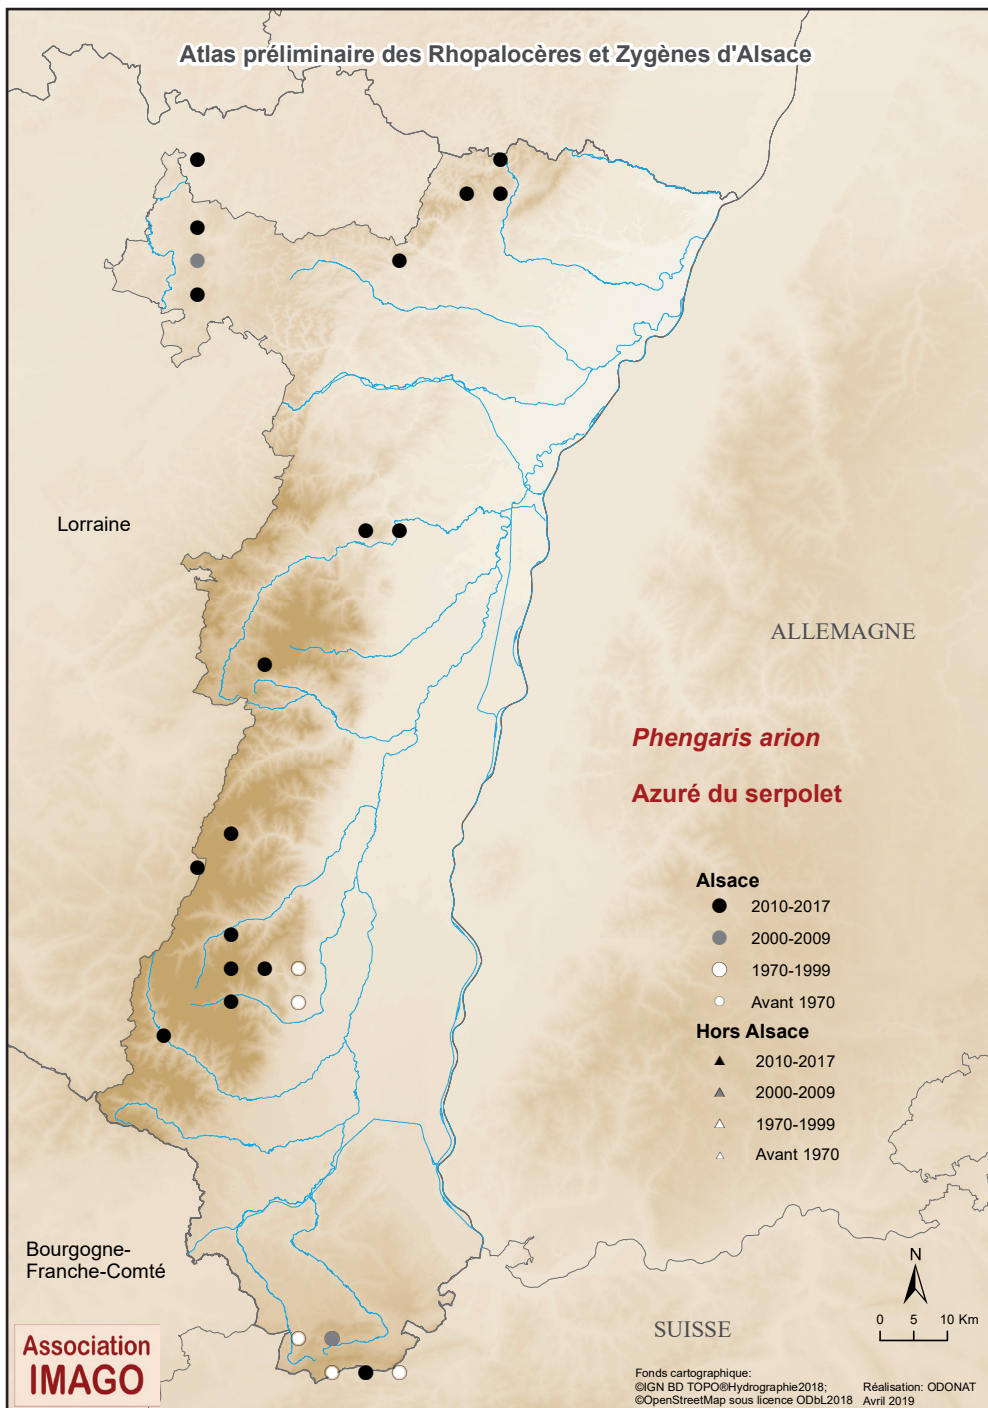 Atlas préliminaire des Rhopalocères et Zygènes d'Alsace
Lorraine
ALLEMAGNE
Phengaris arion
Azuré du serpolet
Alsace
2010-2017
2000-2009
1970-1999
Avant 1970
Hors Alsace
2010-2017
2000-2009
1970-1999
Avant 1970
Bourgogne-
Franche-Comté
N
0 5 10 Km
SUISSE
Association
IMAGO
Fonds cartographique:
©IGN BD TOPO®Hydrographie2018;
©OpenStreetMap sous licence ODbL2018
Réalisation: ODONAT
Avril 2019